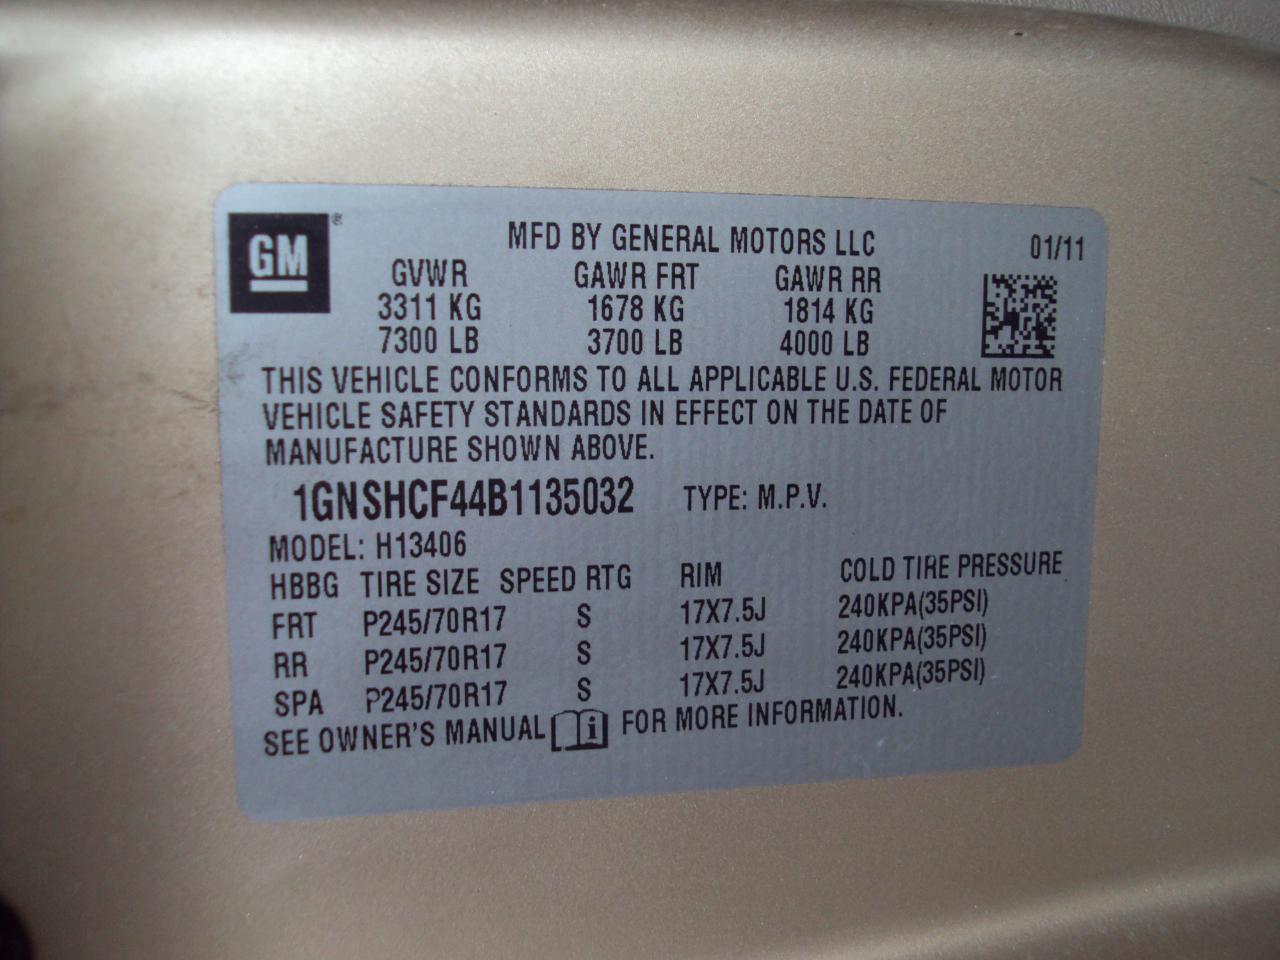 GM ®
MFD BY GENERAL MOTORS LLC 01/11
GVWR GAWR FRT GAWR RR
3311 KG 1678 KG 1814 KG
7300 LB 3700 LB 4000 LB
THIS VEHICLE CONFORMS TO ALL APPLICABLE U.S. FEDERAL MOTOR
VEHICLE SAFETY STANDARDS IN EFFECT ON THE DATE OF
MANUFACTURE SHOWN ABOVE.
1GNSHCF44B1135032 TYPE: M.P.V.
MODEL: H13406
HBBG TIRE SIZE SPEED RTG RIM COLD TIRE PRESSURE
FRT P245/70R17 S 17X7.5J 240KPA(35PSI)
RR P245/70R17 S 17X7.5J 240KPA(35PSI)
SPA P245/70R17 S 17X7.5J 240KPA(35PSI)
SEE OWNER'S MANUAL i FOR MORE INFORMATION.